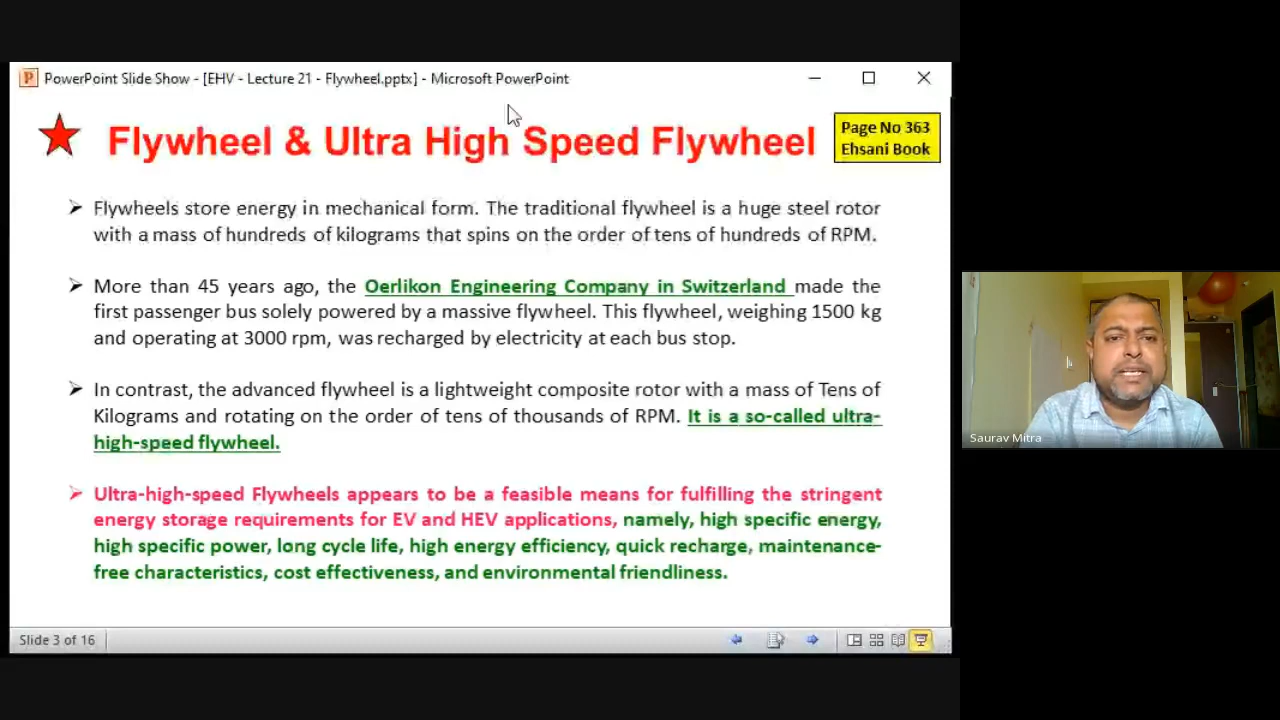 PowerPoint Slide Show - [EHV - Lecture 21 - Flywheel.pptx] - Microsoft PowerPoint
Flywheel & Ultra High Speed Flywheel
Page No 363
Ehsani Book
Flywheels store energy in mechanical form. The traditional flywheel is a huge steel rotor
with a mass of hundreds of kilograms that spins on the order of tens of hundreds of RPM.
More than 45 years ago, the Oerlikon Engineering Company in Switzerland made the
first passenger bus solely powered by a massive flywheel. This flywheel, weighing 1500 kg
and operating at 3000 rpm, was recharged by electricity at each bus stop.
In contrast, the advanced flywheel is a lightweight composite rotor with a mass of Tens of
Kilograms and rotating on the order of tens of thousands of RPM. It is a so-called ultra-
high-speed flywheel.
Ultra-high-speed Flywheels appears to be a feasible means for fulfilling the stringent
energy storage requirements for EV and HEV applications, namely, high specific energy,
high specific power, long cycle life, high energy efficiency, quick recharge, maintenance-
free characteristics, cost effectiveness, and environmental friendliness.
Slide 3 of 16
Saurav Mitra